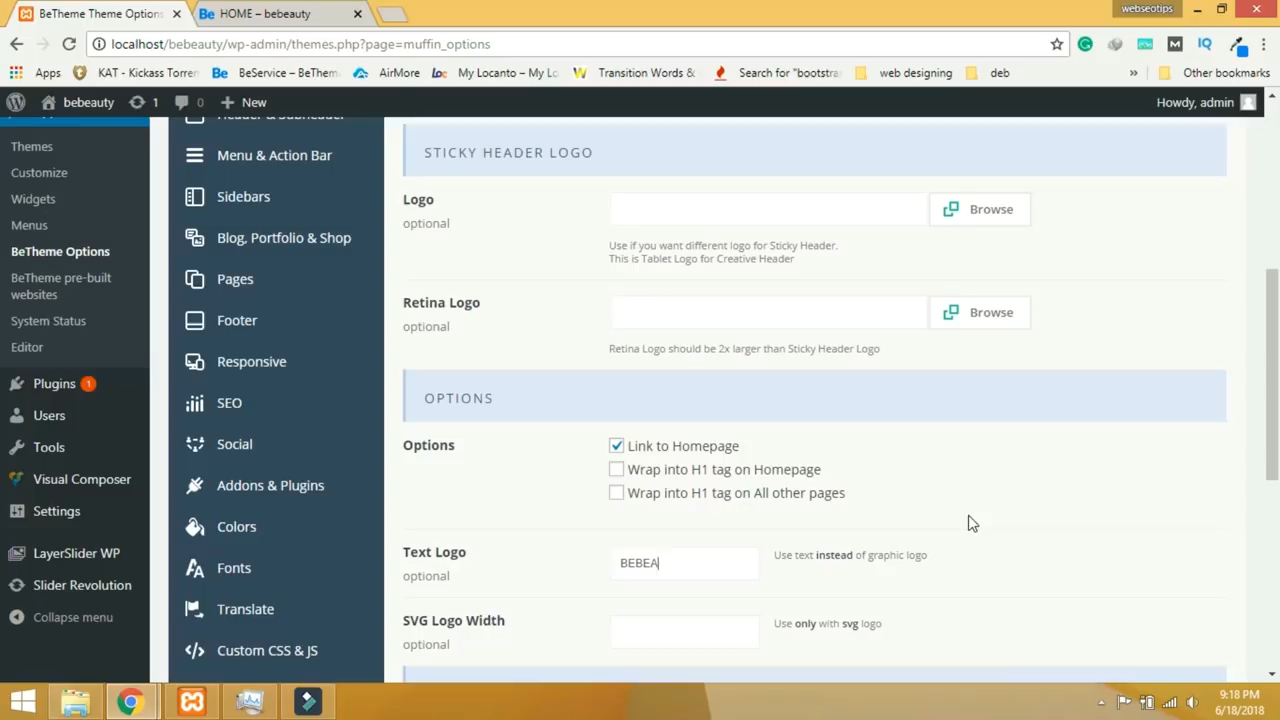 BeTheme Theme Options
HOME – bebeauty
webseotips
localhost/bebeauty/wp-admin/themes.php?page=muffin_options
Apps
KAT - Kickass Torren
BeService – BeThem
AirMore
My Locanto – My Lo
Transition Words &
Search for "bootstra
web designing
deb
»
Other bookmarks
bebeauty
1
0
New
Howdy, admin
Themes
Customize
Widgets
Menus
BeTheme Options
BeTheme pre-built
websites
System Status
Editor
Plugins 1
Users
Tools
Visual Composer
Settings
LayerSlider WP
Slider Revolution
Collapse menu
Header & Subheader
Menu & Action Bar
Sidebars
Blog, Portfolio & Shop
Pages
Footer
Responsive
SEO
Social
Addons & Plugins
Colors
Fonts
Translate
Custom CSS & JS
STICKY HEADER LOGO
Logo
optional
Browse
Use if you want different logo for Sticky Header.
This is Tablet Logo for Creative Header
Retina Logo
optional
Browse
Retina Logo should be 2x larger than Sticky Header Logo
OPTIONS
Options
Link to Homepage
Wrap into H1 tag on Homepage
Wrap into H1 tag on All other pages
Text Logo
optional
BEBEA
Use text instead of graphic logo
SVG Logo Width
optional
Use only with svg logo
9:18 PM
6/18/2018